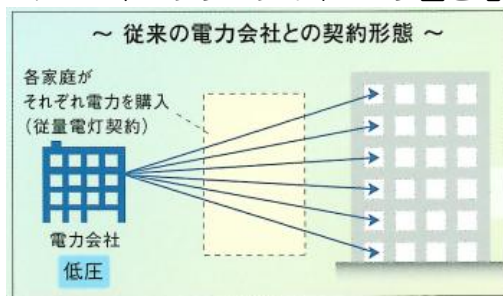 ～ 従来の電力会社との契約形態 ～
各家庭が
それぞれ電力を購入
（従量電灯契約）
電力会社
低圧